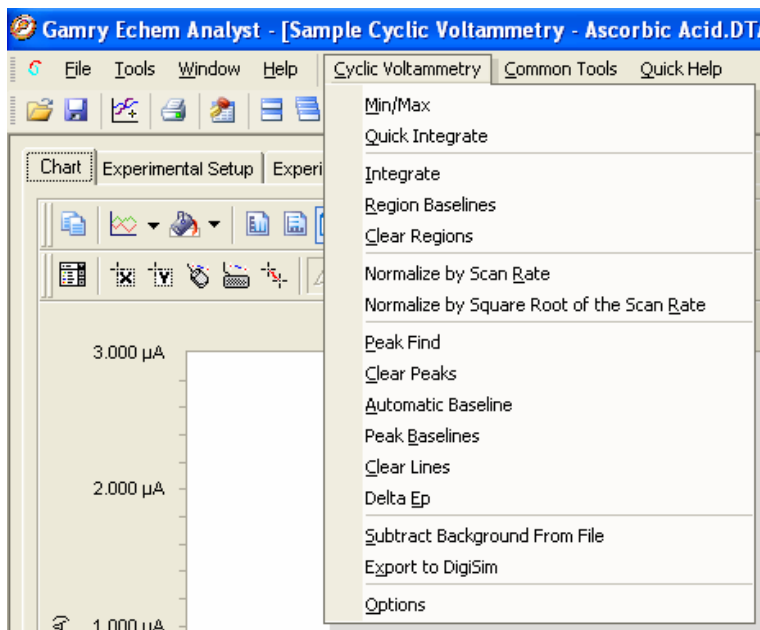 Gamry Echem Analyst - [Sample Cyclic Voltammetry - Ascorbic Acid.DTA
File Tools Window Help Cyclic Voltammetry Common Tools Quick Help
Min/Max
Quick Integrate
Integrate
Region Baselines
Clear Regions
Normalize by Scan Rate
Normalize by Square Root of the Scan Rate
Peak Find
Clear Peaks
Automatic Baseline
Peak Baselines
Clear Lines
Delta Ep
Subtract Background From File
Export to DigiSim
Options
Chart Experimental Setup Experi
3.000 µA
2.000 µA
1.000 µA